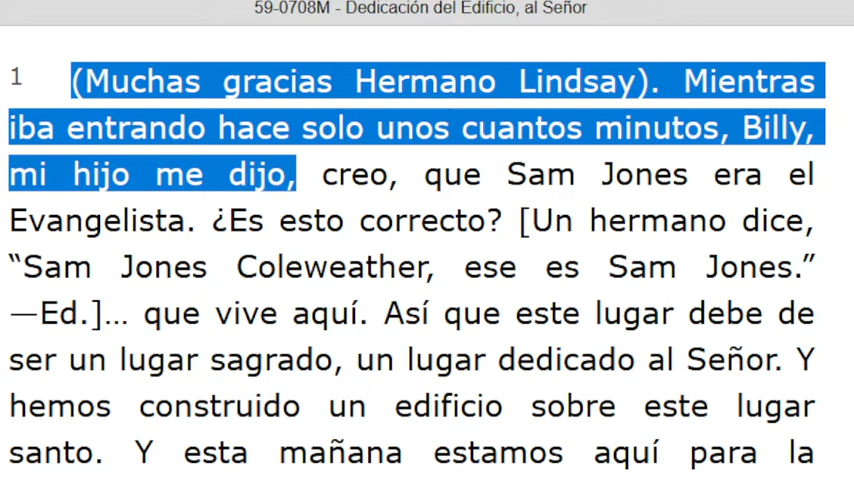 59-0708M - Dedicación del Edificio, al Señor
1 (Muchas gracias Hermano Lindsay). Mientras
iba entrando hace solo unos cuantos minutos, Billy,
mi hijo me dijo, creo, que Sam Jones era el
Evangelista. ¿Es esto correcto? [Un hermano dice,
“Sam Jones Coleweather, ese es Sam Jones.”
—Ed.]… que vive aquí. Así que este lugar debe de
ser un lugar sagrado, un lugar dedicado al Señor. Y
hemos construido un edificio sobre este lugar
santo. Y esta mañana estamos aquí para la